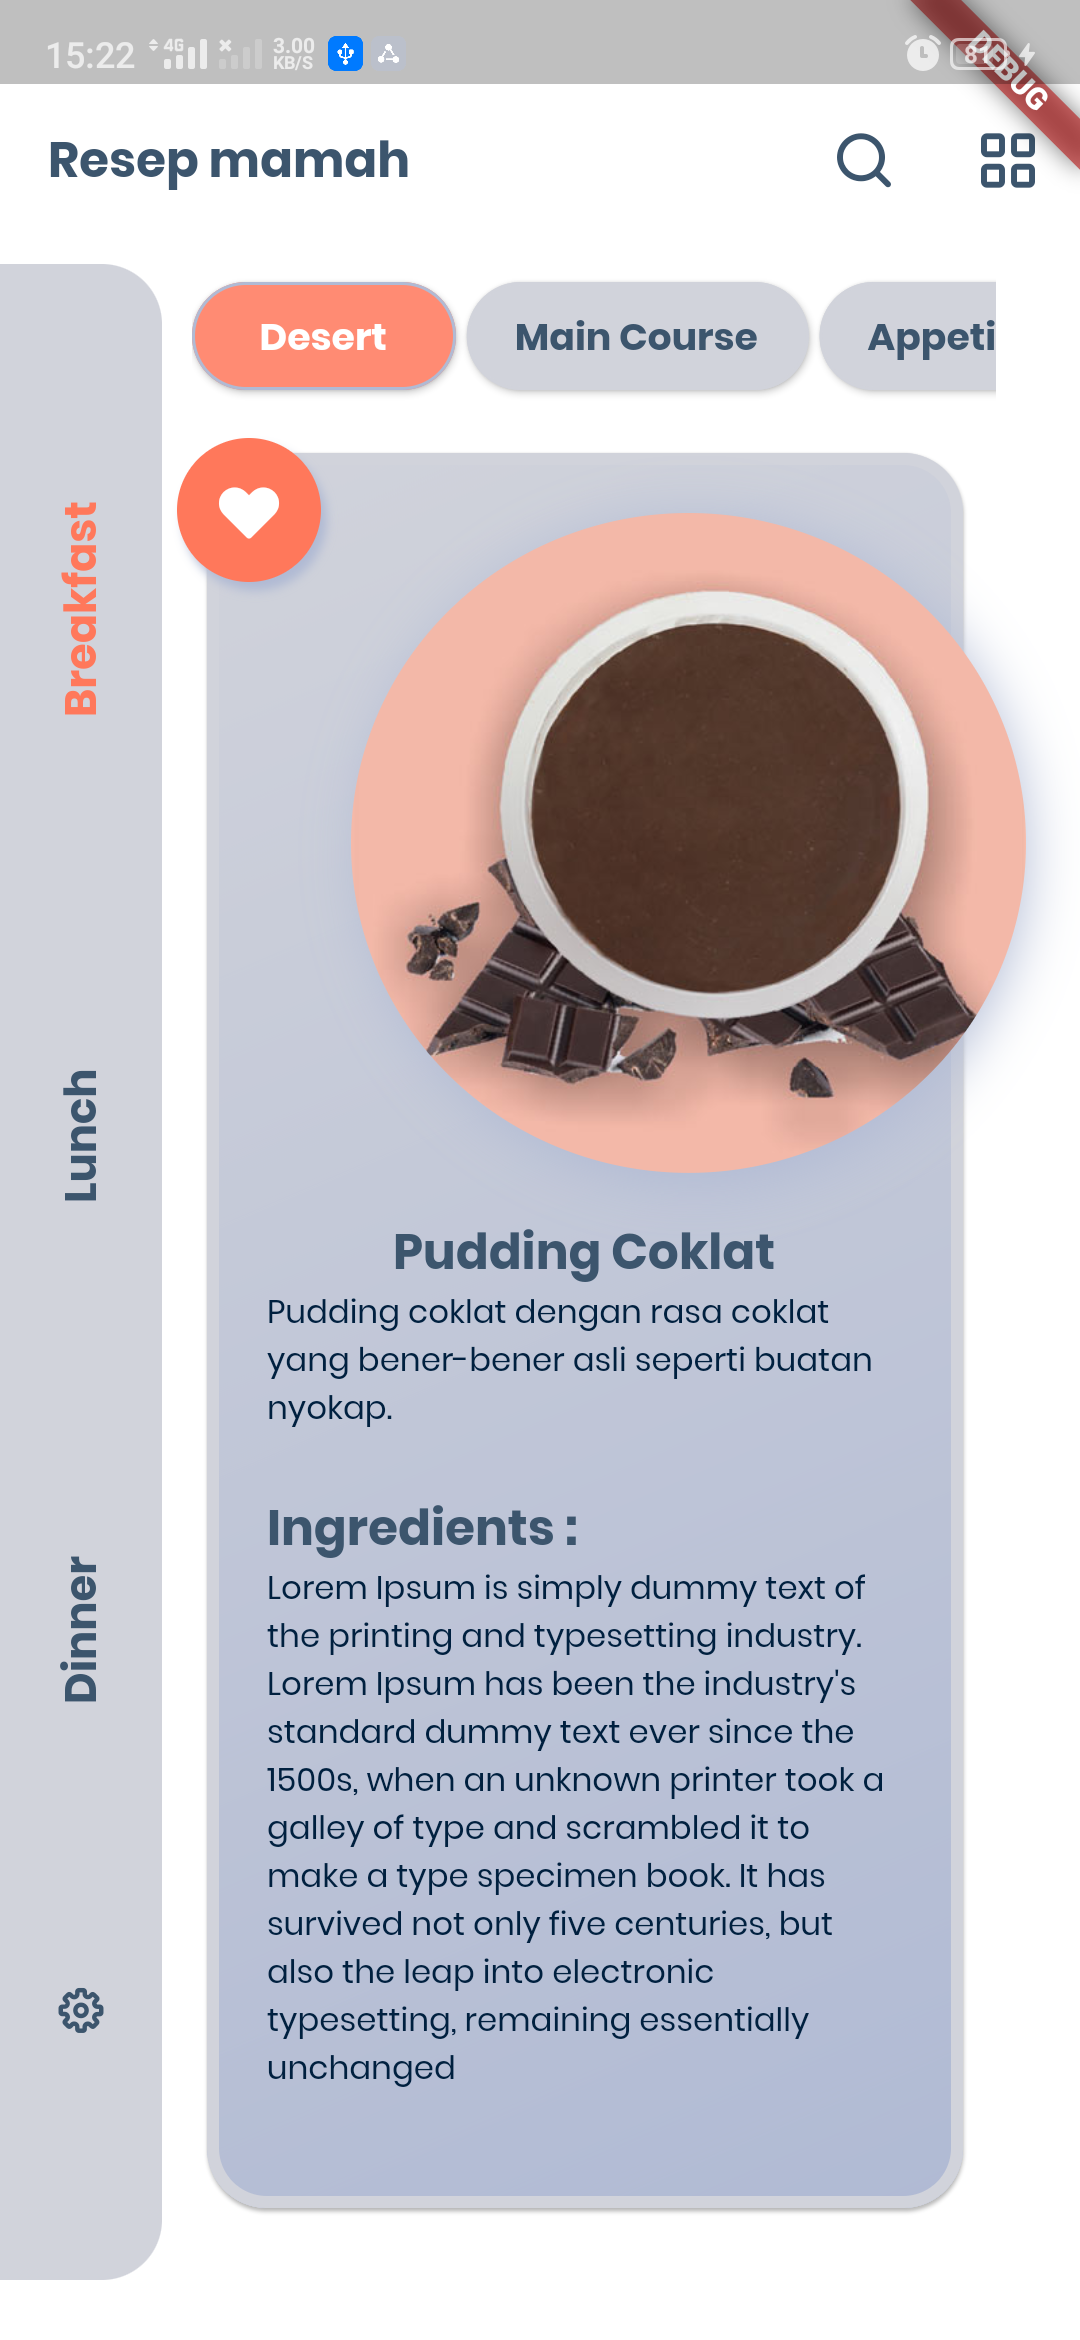 15:22 4G 3.00 KB/S 81 DEBUG
Resep mamah
Desert Main Course Appeti
Breakfast
Lunch
Dinner
Pudding Coklat
Pudding coklat dengan rasa coklat
yang bener-bener asli seperti buatan
nyokap.
Ingredients :
Lorem Ipsum is simply dummy text of
the printing and typesetting industry.
Lorem Ipsum has been the industry's
standard dummy text ever since the
1500s, when an unknown printer took a
galley of type and scrambled it to
make a type specimen book. It has
survived not only five centuries, but
also the leap into electronic
typesetting, remaining essentially
unchanged